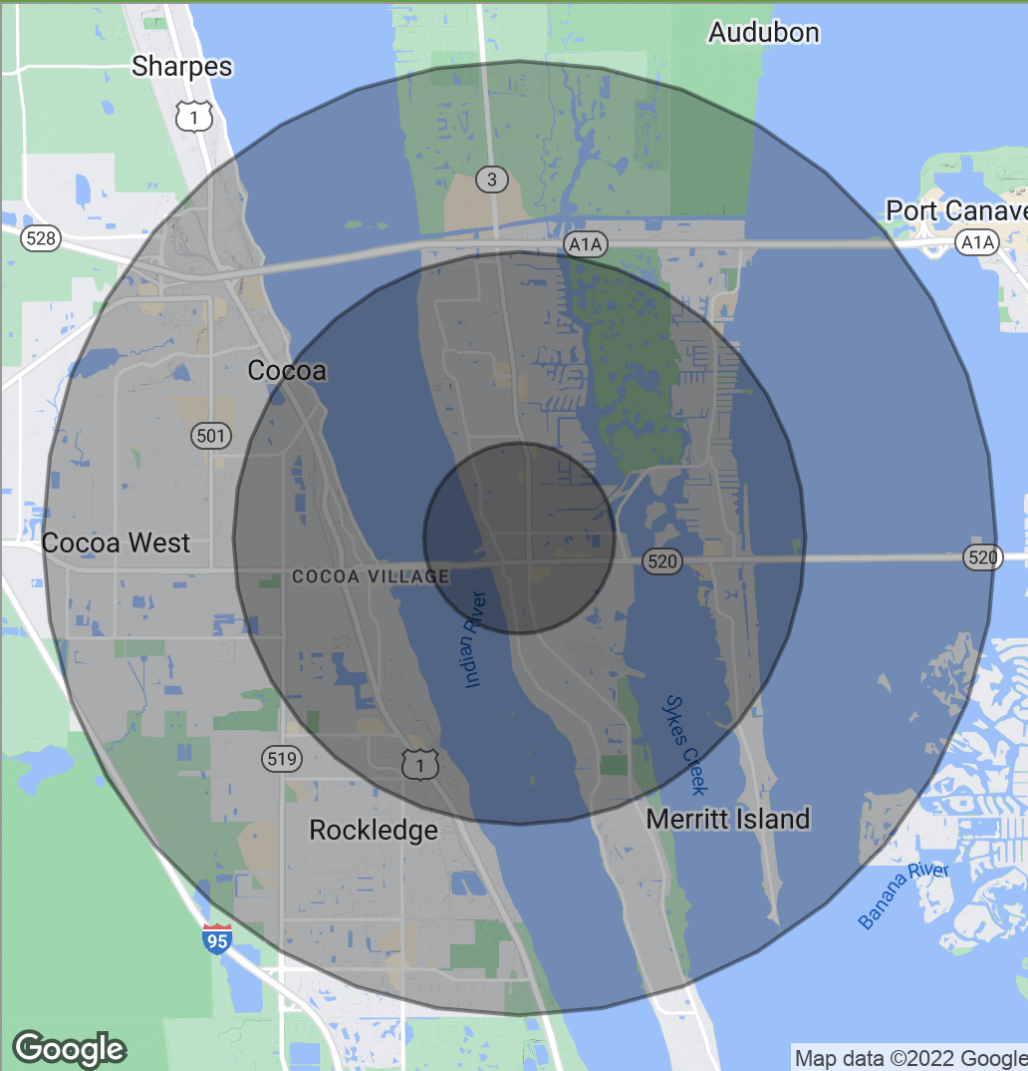 Audubon
Sharpes
1
3
Port Canave
528
A1A
A1A
Cocoa
501
Cocoa West
520
520
COCOA VILLAGE
Indian River
Sykes Creek
519
1
Rockledge
Merritt Island
Banana River
95
Google
Map data ©2022 Google